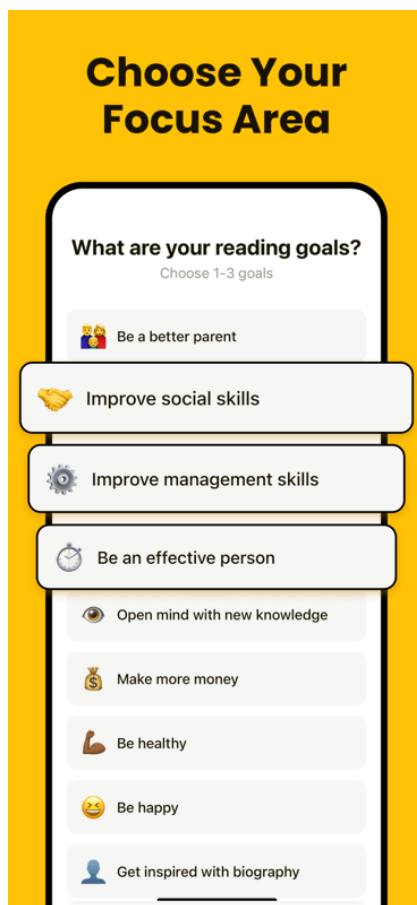 Choose Your
Focus Area
What are your reading goals?
Choose 1-3 goals
Be a better parent
Improve social skills
Improve management skills
Be an effective person
Open mind with new knowledge
Make more money
Be healthy
Be happy
Get inspired with biography